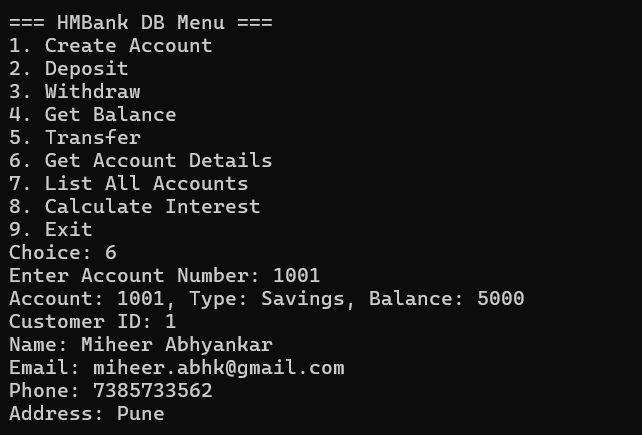 === HMBank DB Menu ===
1. Create Account
2. Deposit
3. Withdraw
4. Get Balance
5. Transfer
6. Get Account Details
7. List All Accounts
8. Calculate Interest
9. Exit
Choice: 6
Enter Account Number: 1001
Account: 1001, Type: Savings, Balance: 5000
Customer ID: 1
Name: Miheer Abhyankar
Email: miheer.abhk@gmail.com
Phone: 7385733562
Address: Pune